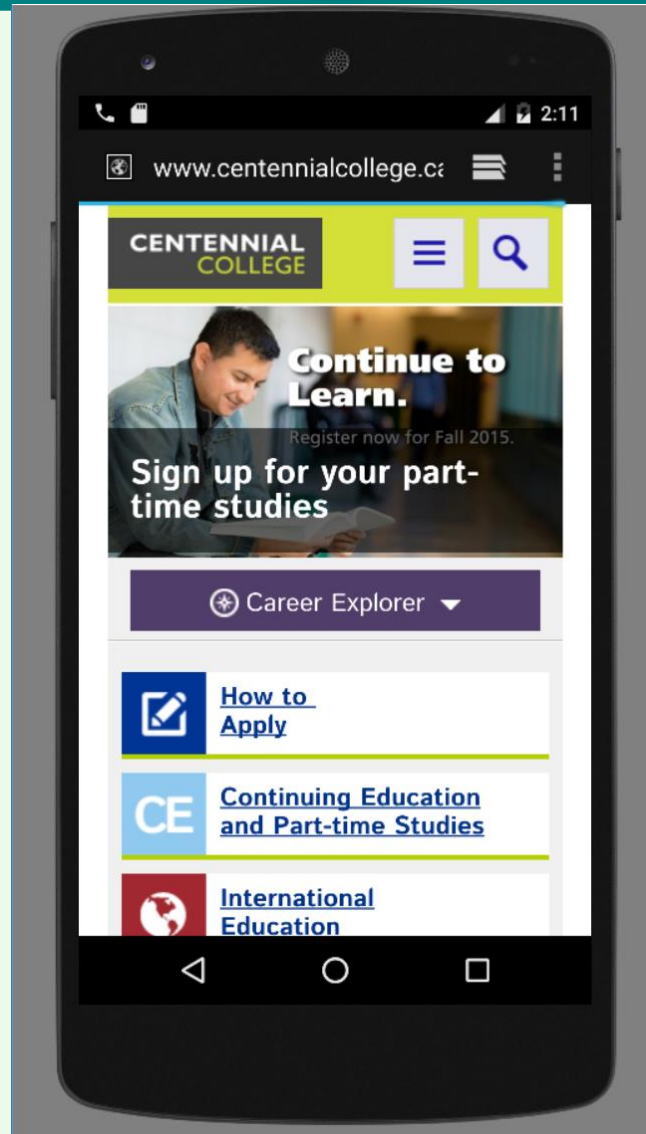 2:11
www.centennialcollege.ca
CENTENNIAL
COLLEGE
Continue to
Learn.
Register now for Fall 2015.
Sign up for your part-
time studies
Career Explorer
How to
Apply
CE
Continuing Education
and Part-time Studies
International
Education